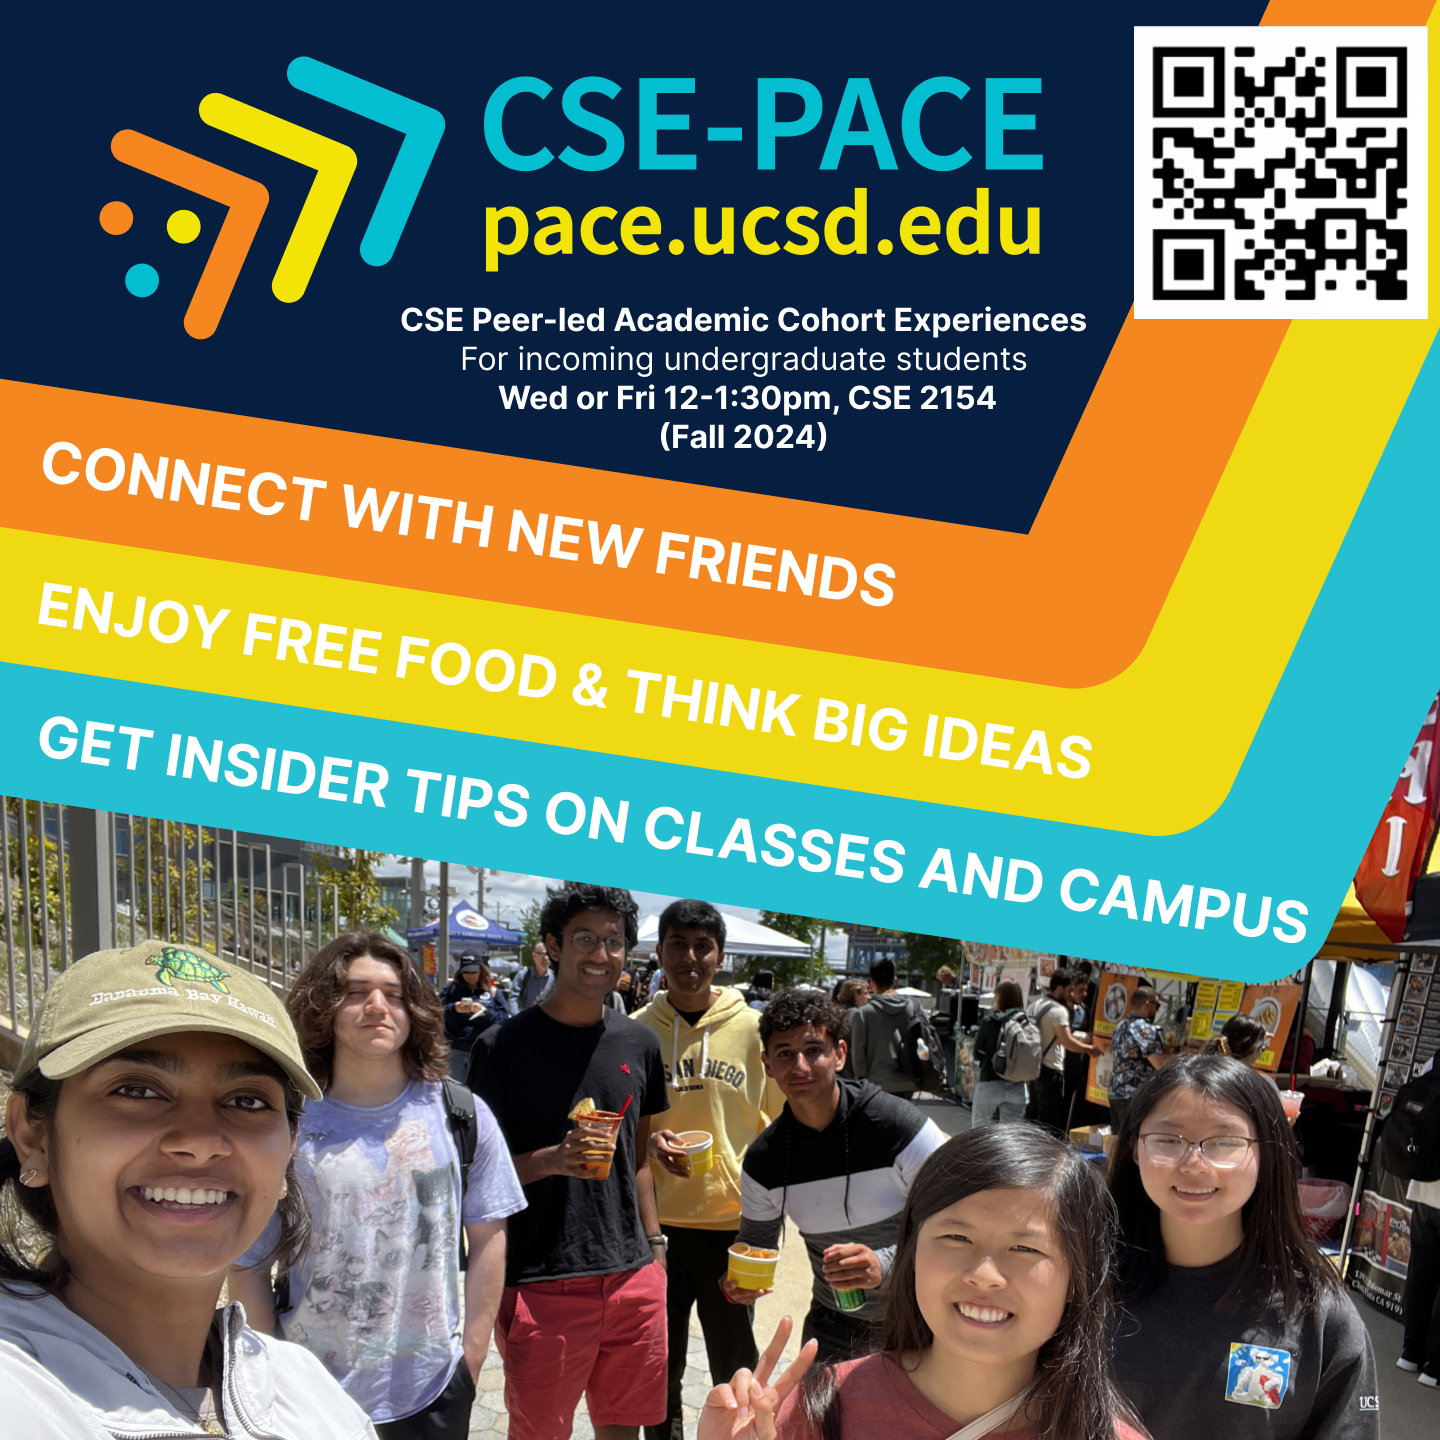 CSE-PACE
pace.ucsd.edu
CSE Peer-led Academic Cohort Experiences
For incoming undergraduate students
Wed or Fri 12-1:30pm, CSE 2154
(Fall 2024)
CONNECT WITH NEW FRIENDS
ENJOY FREE FOOD & THINK BIG IDEAS
GET INSIDER TIPS ON CLASSES AND CAMPUS
Hanauma Bay Hawaii
SAN DIEGO
CALIFORNIA